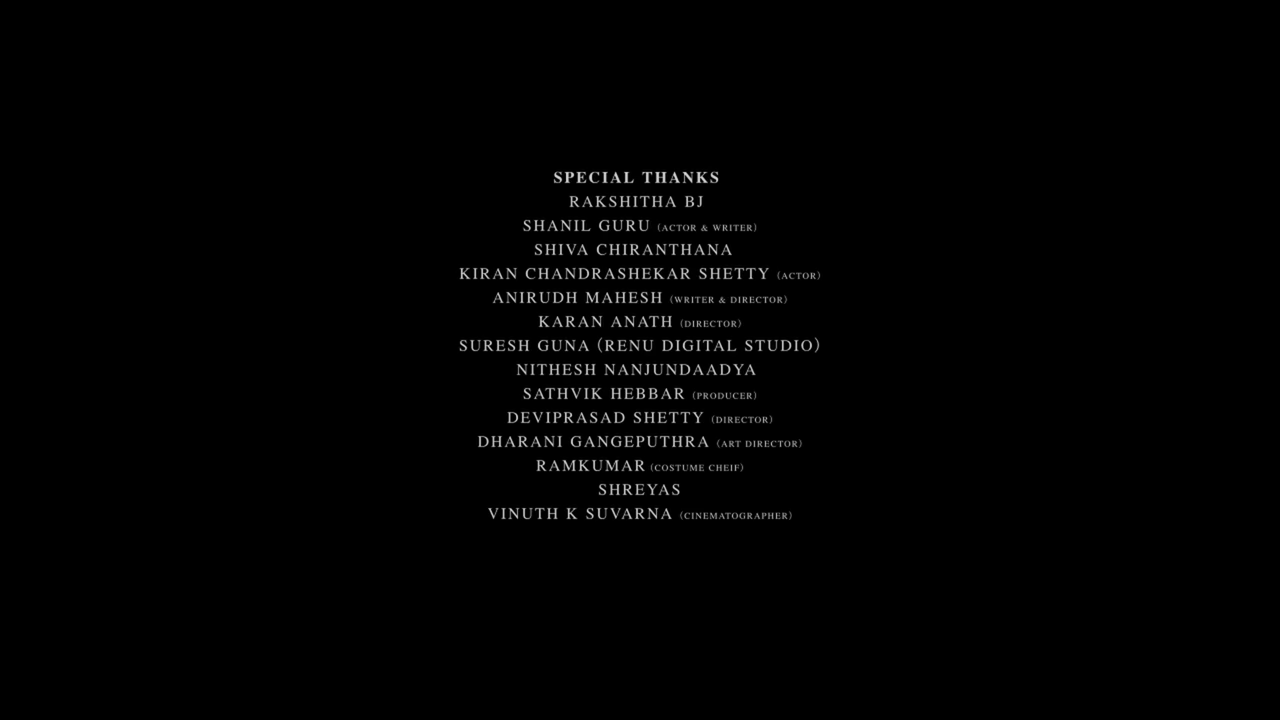 SPECIAL THANKS
RAKSHITHA BJ
SHANIL GURU (ACTOR & WRITER)
SHIVA CHIRANTHANA
KIRAN CHANDRASHEKAR SHETTY (ACTOR)
ANIRUDH MAHESH (WRITER & DIRECTOR)
KARAN ANATH (DIRECTOR)
SURESH GUNA (RENU DIGITAL STUDIO)
NITHESH NANJUNDAADYA
SATHVIK HEBBAR (PRODUCER)
DEVIPRASAD SHETTY (DIRECTOR)
DHARANI GANGEPUTHRA (ART DIRECTOR)
RAMKUMAR (COSTUME CHEIF)
SHREYAS
VINUTH K SUVARNA (CINEMATOGRAPHER)